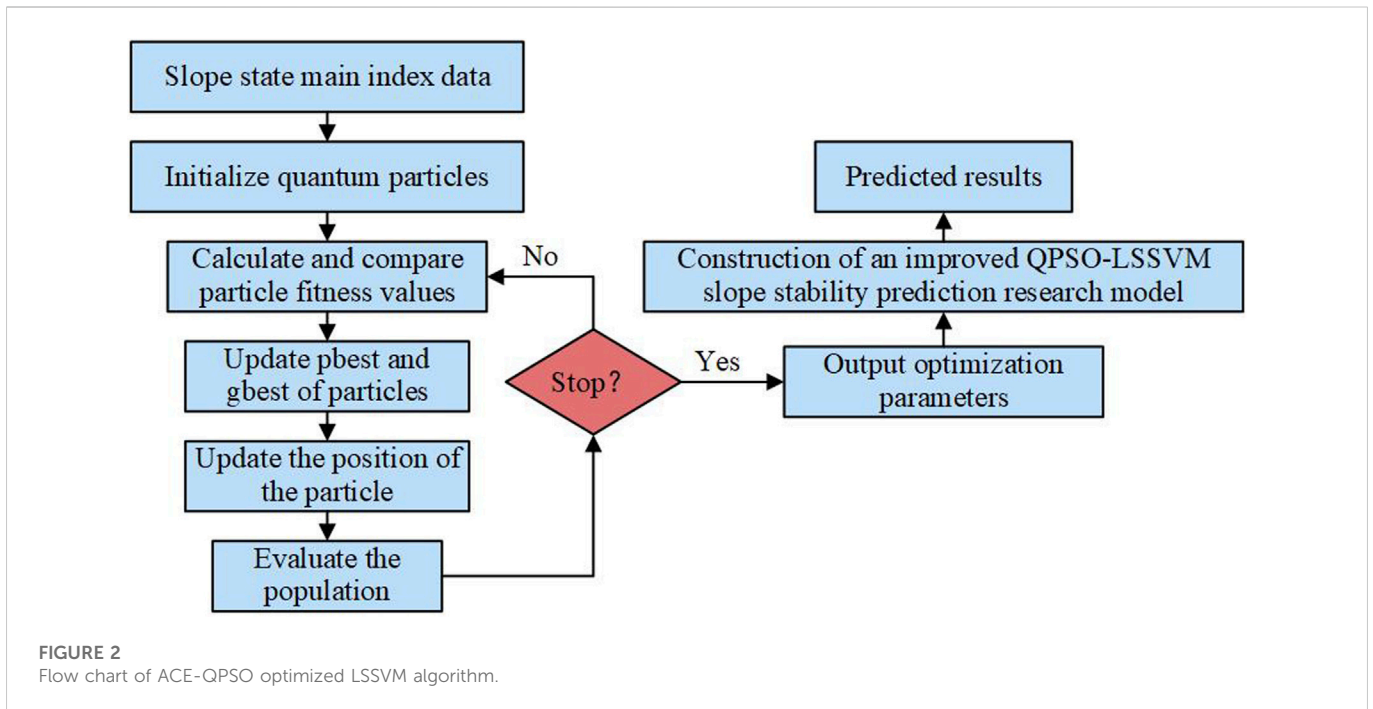 Slope state main index data
Initialize quantum particles
Calculate and compare
particle fitness values
Update pbest and
gbest of particles
Update the position of
the particle
Evaluate the
population
No
Stop？
Yes
Predicted results
Construction of an improved QPSO-LSSVM
slope stability prediction research model
Output optimization
parameters
FIGURE 2
Flow chart of ACE-QPSO optimized LSSVM algorithm.